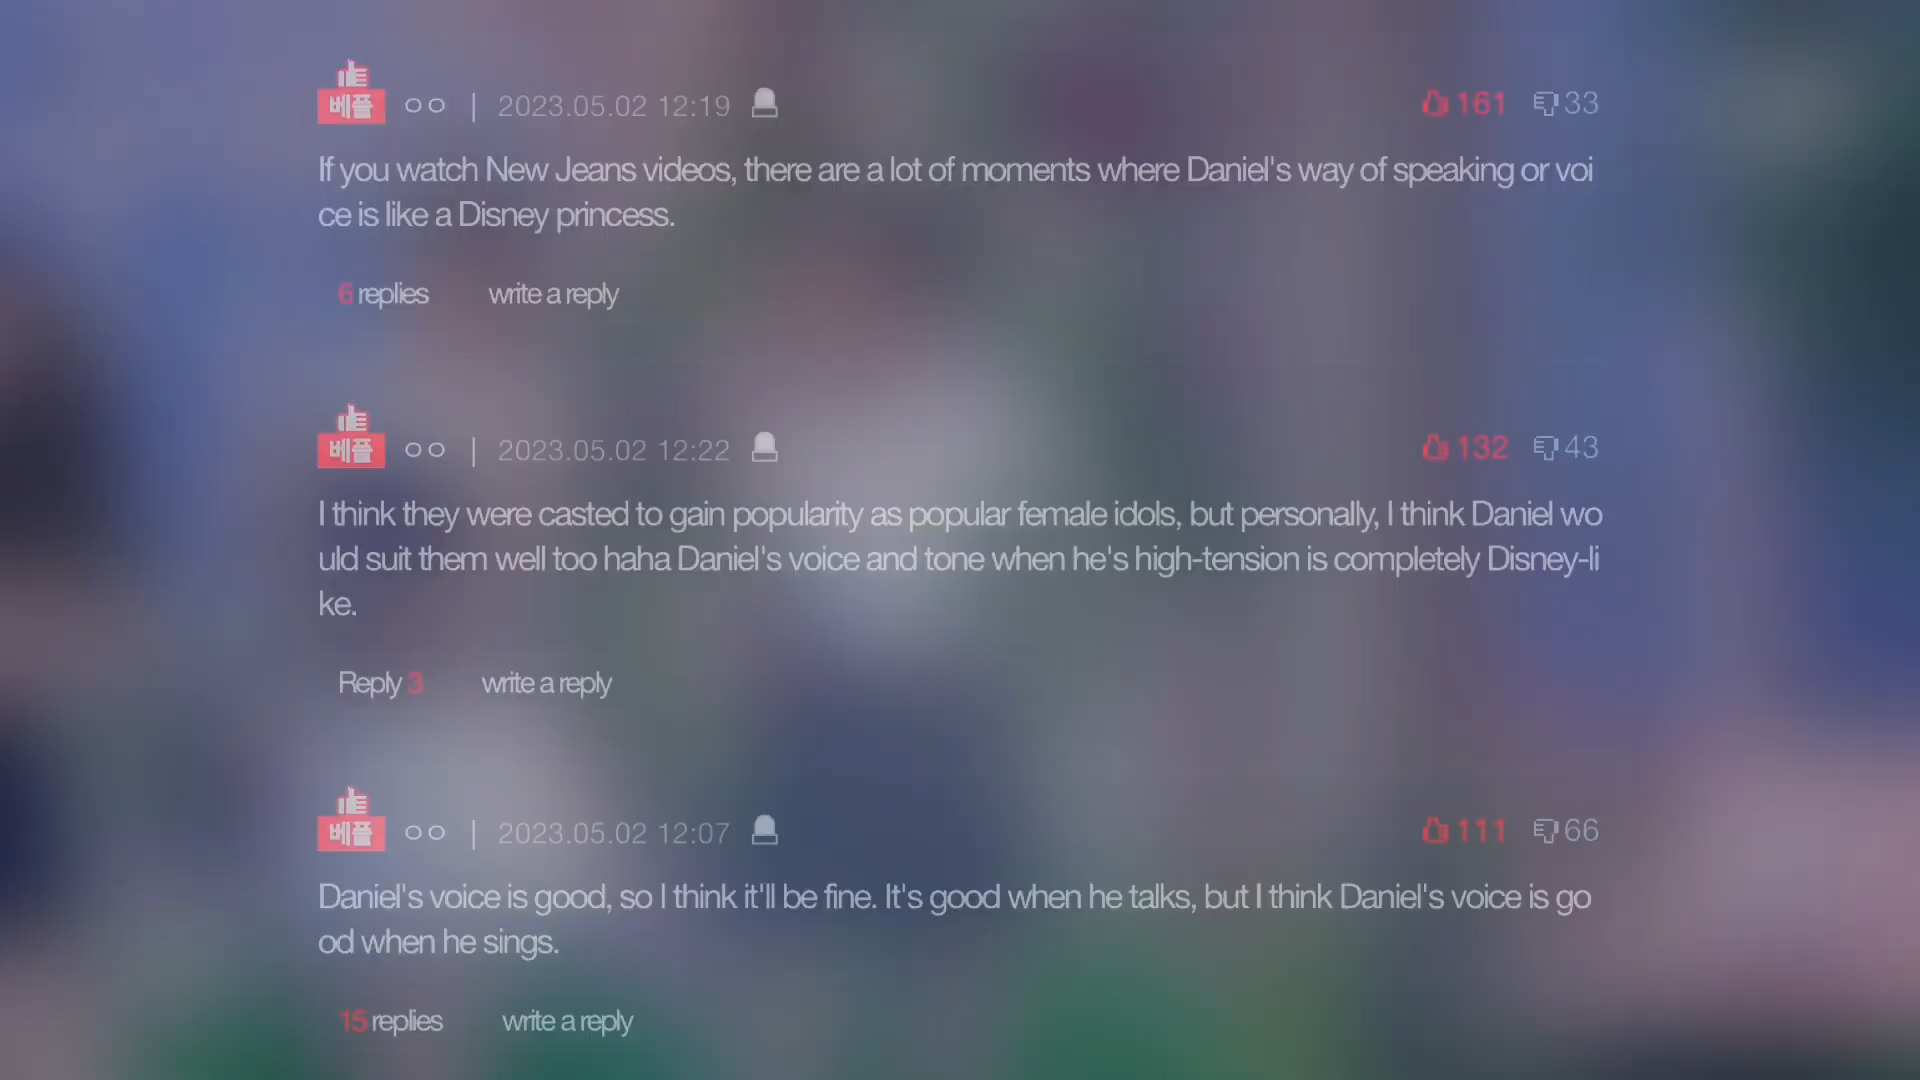 베플 ㅇㅇ | 2023.05.02 12:19 161 33
If you watch New Jeans videos, there are a lot of moments where Daniel's way of speaking or voi
ce is like a Disney princess.
6 replies write a reply
베플 ㅇㅇ | 2023.05.02 12:22 132 43
I think they were casted to gain popularity as popular female idols, but personally, I think Daniel wo
uld suit them well too haha Daniel's voice and tone when he's high-tension is completely Disney-li
ke.
Reply 3 write a reply
베플 ㅇㅇ | 2023.05.02 12:07 111 66
Daniel's voice is good, so I think it'll be fine. It's good when he talks, but I think Daniel's voice is go
od when he sings.
15 replies write a reply